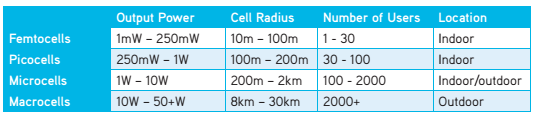 Output Power Cell Radius Number of Users Location
Femtocells 1mW – 250mW 10m – 100m 1 - 30 Indoor
Picocells 250mW – 1W 100m – 200m 30 - 100 Indoor
Microcells 1W – 10W 200m – 2km 100 - 2000 Indoor/outdoor
Macrocells 10W – 50+W 8km – 30km 2000+ Outdoor